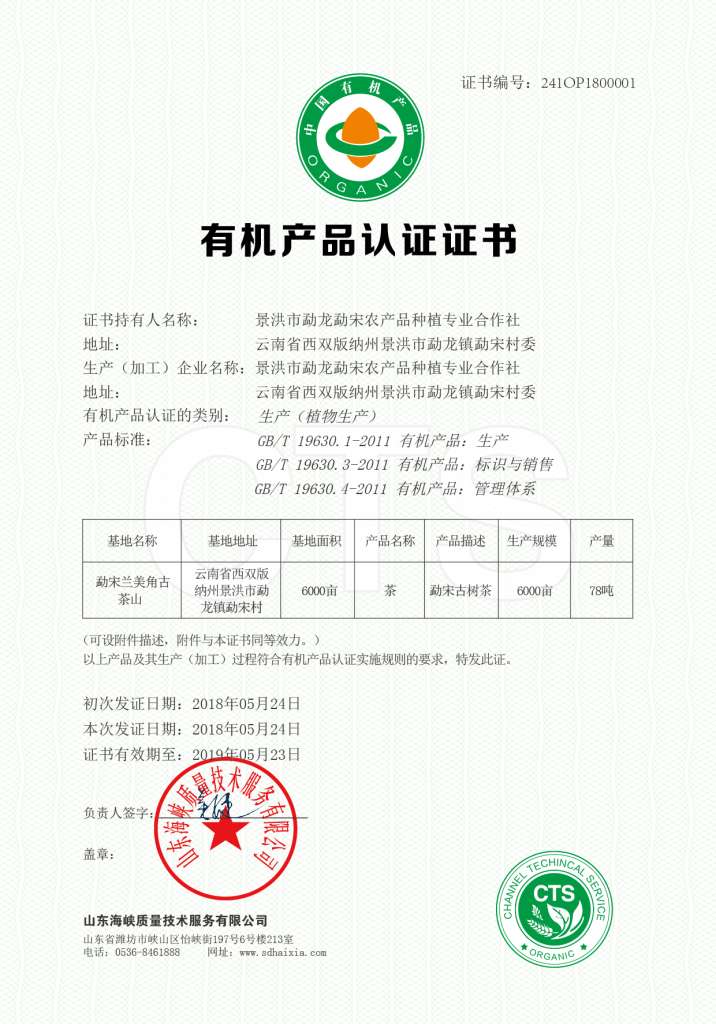 证书编号：241OP1800001
中国有机产品
ORGANIC
有机产品认证证书
证书持有人名称： 景洪市勐龙勐宋农产品种植专业合作社
地址： 云南省西双版纳州景洪市勐龙镇勐宋村委
生产（加工）企业名称：景洪市勐龙勐宋农产品种植专业合作社
地址： 云南省西双版纳州景洪市勐龙镇勐宋村委
有机产品认证的类别： 生产（植物生产）
产品标准： GB/T 19630.1-2011 有机产品：生产
GB/T 19630.3-2011 有机产品：标识与销售
GB/T 19630.4-2011 有机产品：管理体系
CTS
基地名称 基地地址 基地面积 产品名称 产品描述 生产规模 产量
勐宋兰美角古茶山 云南省西双版纳州景洪市勐龙镇勐宋村 6000亩 茶 勐宋古树茶 6000亩 78吨
（可设附件描述，附件与本证书同等效力。）
以上产品及其生产（加工）过程符合有机产品认证实施规则的要求，特发此证。
初次发证日期：2018年05月24日
本次发证日期：2018年05月24日
证书有效期至：2019年05月23日
负责人签字：
山东海峡质量技术服务有限公司
盖章：
CHANNEL TECHINCAL SERVICE
CTS
ORGANIC
山东海峡质量技术服务有限公司
山东省潍坊市峡山区怡峡街197号6号楼213室
电话：0536-8461888 网址：www.sdhaixia.com